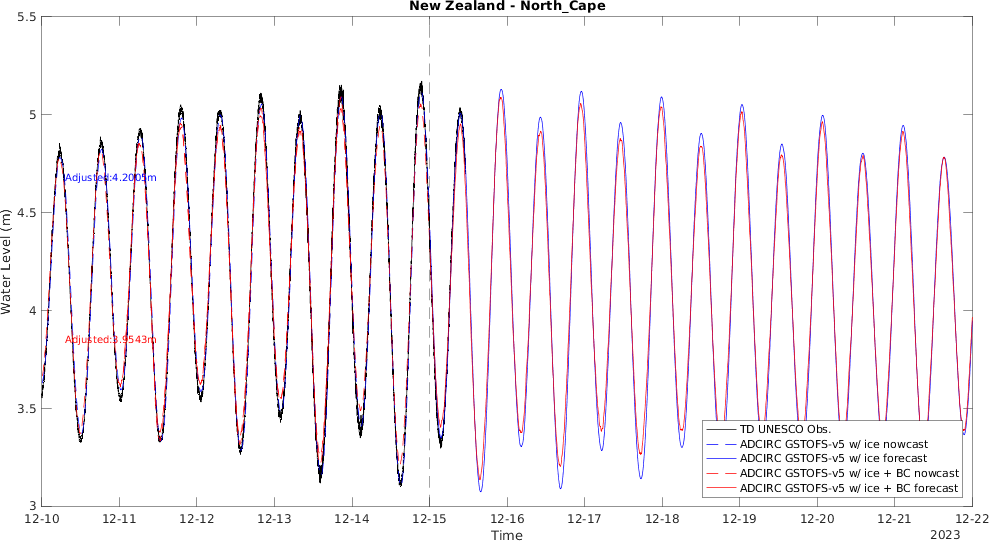 New Zealand - North_Cape
5.5
5
4.5
4
3.5
3
Water Level (m)
Adjusted:4.2005m
Adjusted:3.9543m
TD UNESCO Obs.
ADCIRC GSTOFS-v5 w/ ice nowcast
ADCIRC GSTOFS-v5 w/ ice forecast
ADCIRC GSTOFS-v5 w/ ice + BC nowcast
ADCIRC GSTOFS-v5 w/ ice + BC forecast
12-10 12-11 12-12 12-13 12-14 12-15 12-16 12-17 12-18 12-19 12-20 12-21 12-22
Time
2023